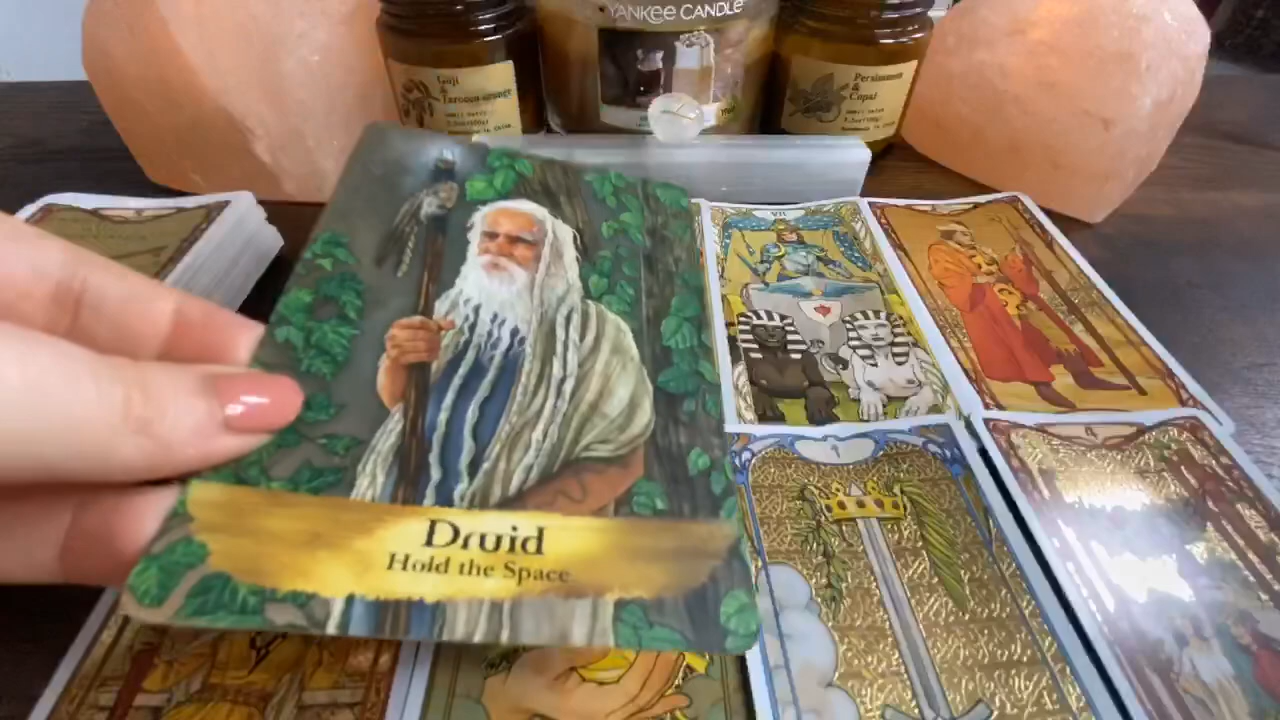 YANKEE CANDLE
Goji
&
Tarocco orange
Persimmon
&
Copal
VII
Druid
Hold the Space